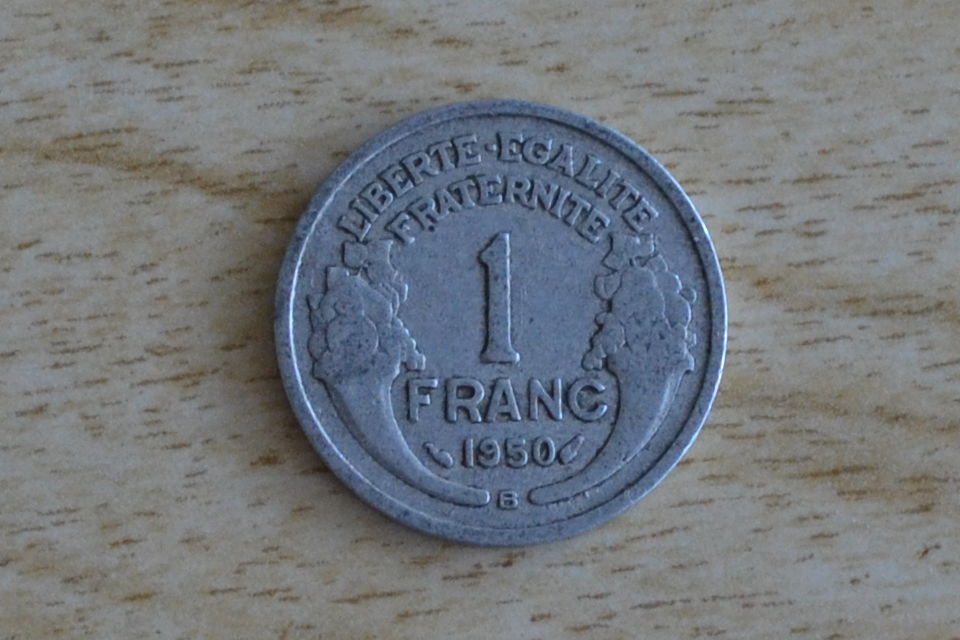 LIBERTE·EGALITE
FRATERNITE
1
FRANC
1950
B